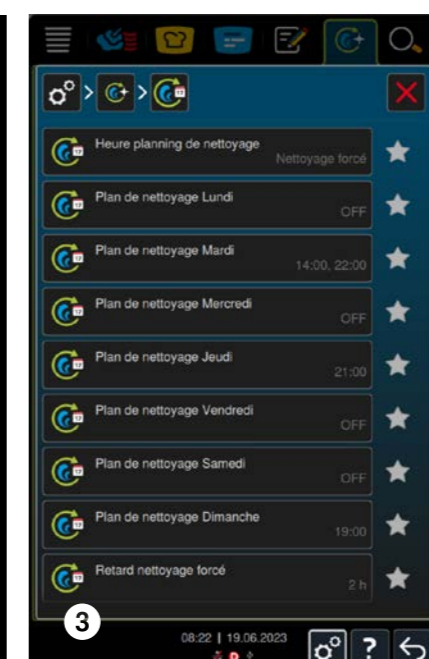 Heure planning de nettoyage
Nettoyage forcé
Plan de nettoyage Lundi
OFF
Plan de nettoyage Mardi
14:00, 22:00
Plan de nettoyage Mercredi
OFF
Plan de nettoyage Jeudi
21:00
Plan de nettoyage Vendredi
OFF
Plan de nettoyage Samedi
OFF
Plan de nettoyage Dimanche
19:00
Retard nettoyage forcé
2 h
3
08:22 | 19.06.2023
?